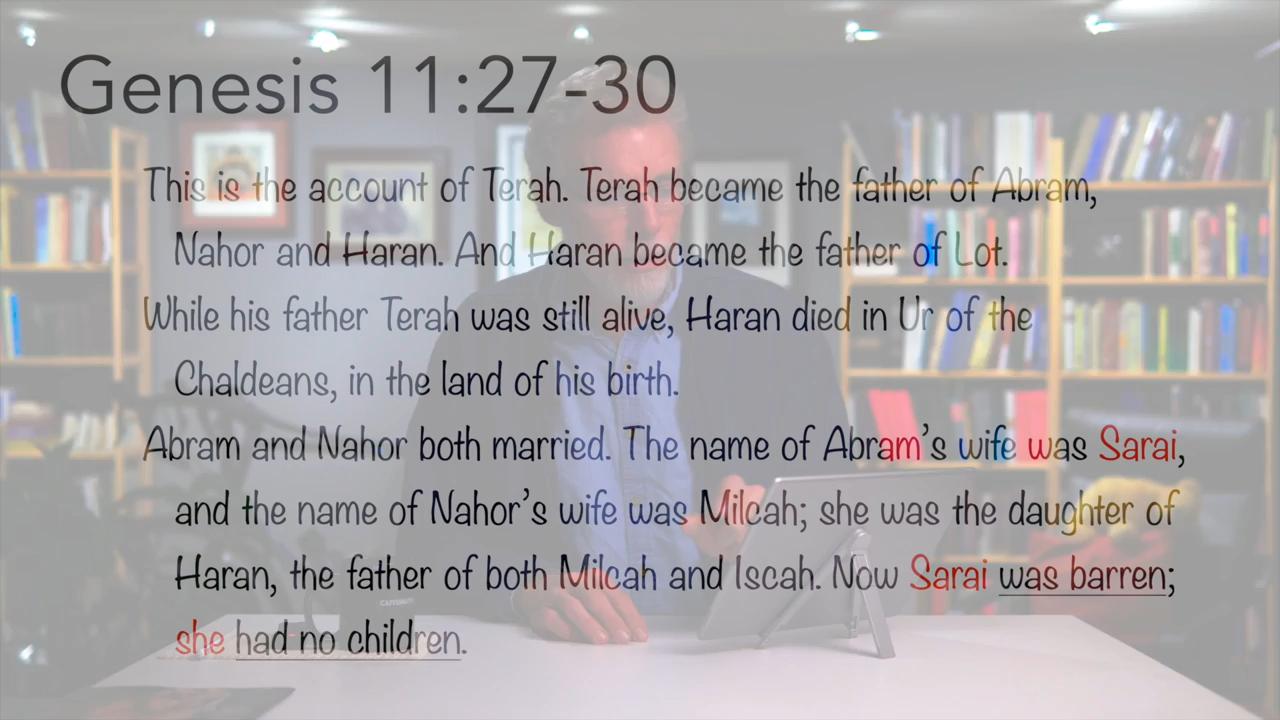 Genesis 11:27-30
This is the account of Terah. Terah became the father of Abram,
Nahor and Haran. And Haran became the father of Lot.
While his father Terah was still alive, Haran died in Ur of the
Chaldeans, in the land of his birth.
Abram and Nahor both married. The name of Abram’s wife was Sarai,
and the name of Nahor’s wife was Milcah; she was the daughter of
Haran, the father of both Milcah and Iscah. Now Sarai was barren;
she had no children.